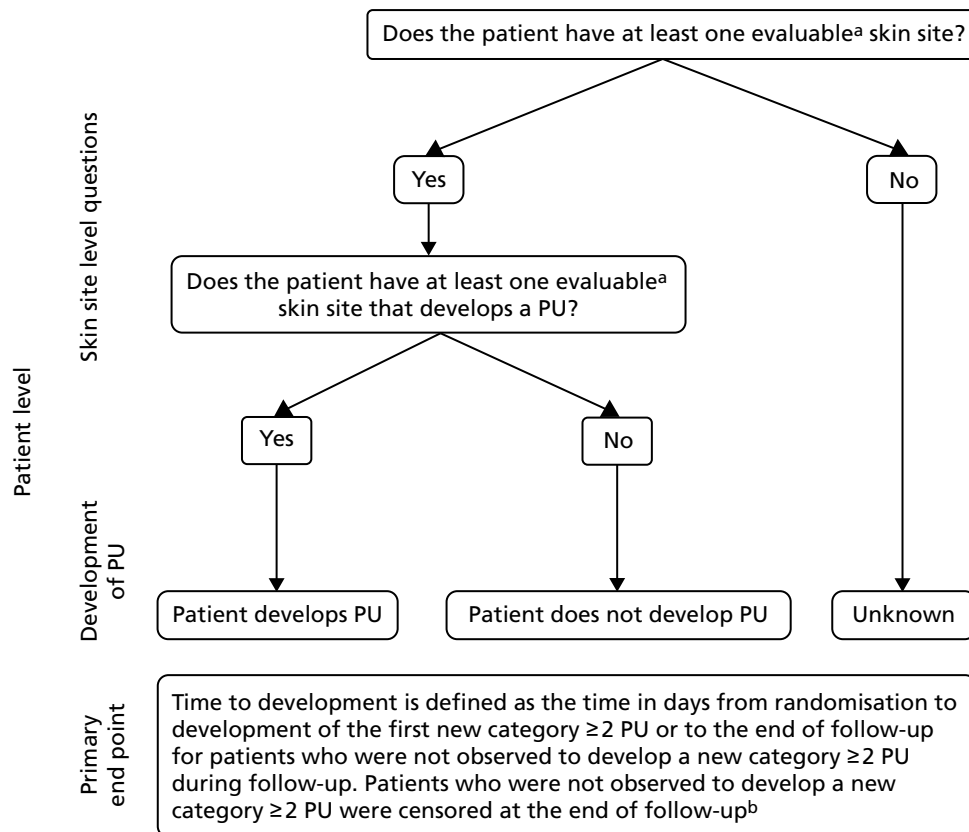 Does the patient have at least one evaluableᵃ skin site?
Yes
No
Does the patient have at least one evaluableᵃ
skin site that develops a PU?
Yes
No
Patient develops PU
Patient does not develop PU
Unknown
Time to development is defined as the time in days from randomisation to
development of the first new category ≥2 PU or to the end of follow-up
for patients who were not observed to develop a new category ≥2 PU
during follow-up. Patients who were not observed to develop a new
category ≥2 PU were censored at the end of follow-upᵇ
Patient level
Skin site level questions
Development
of PU
Primary
end point